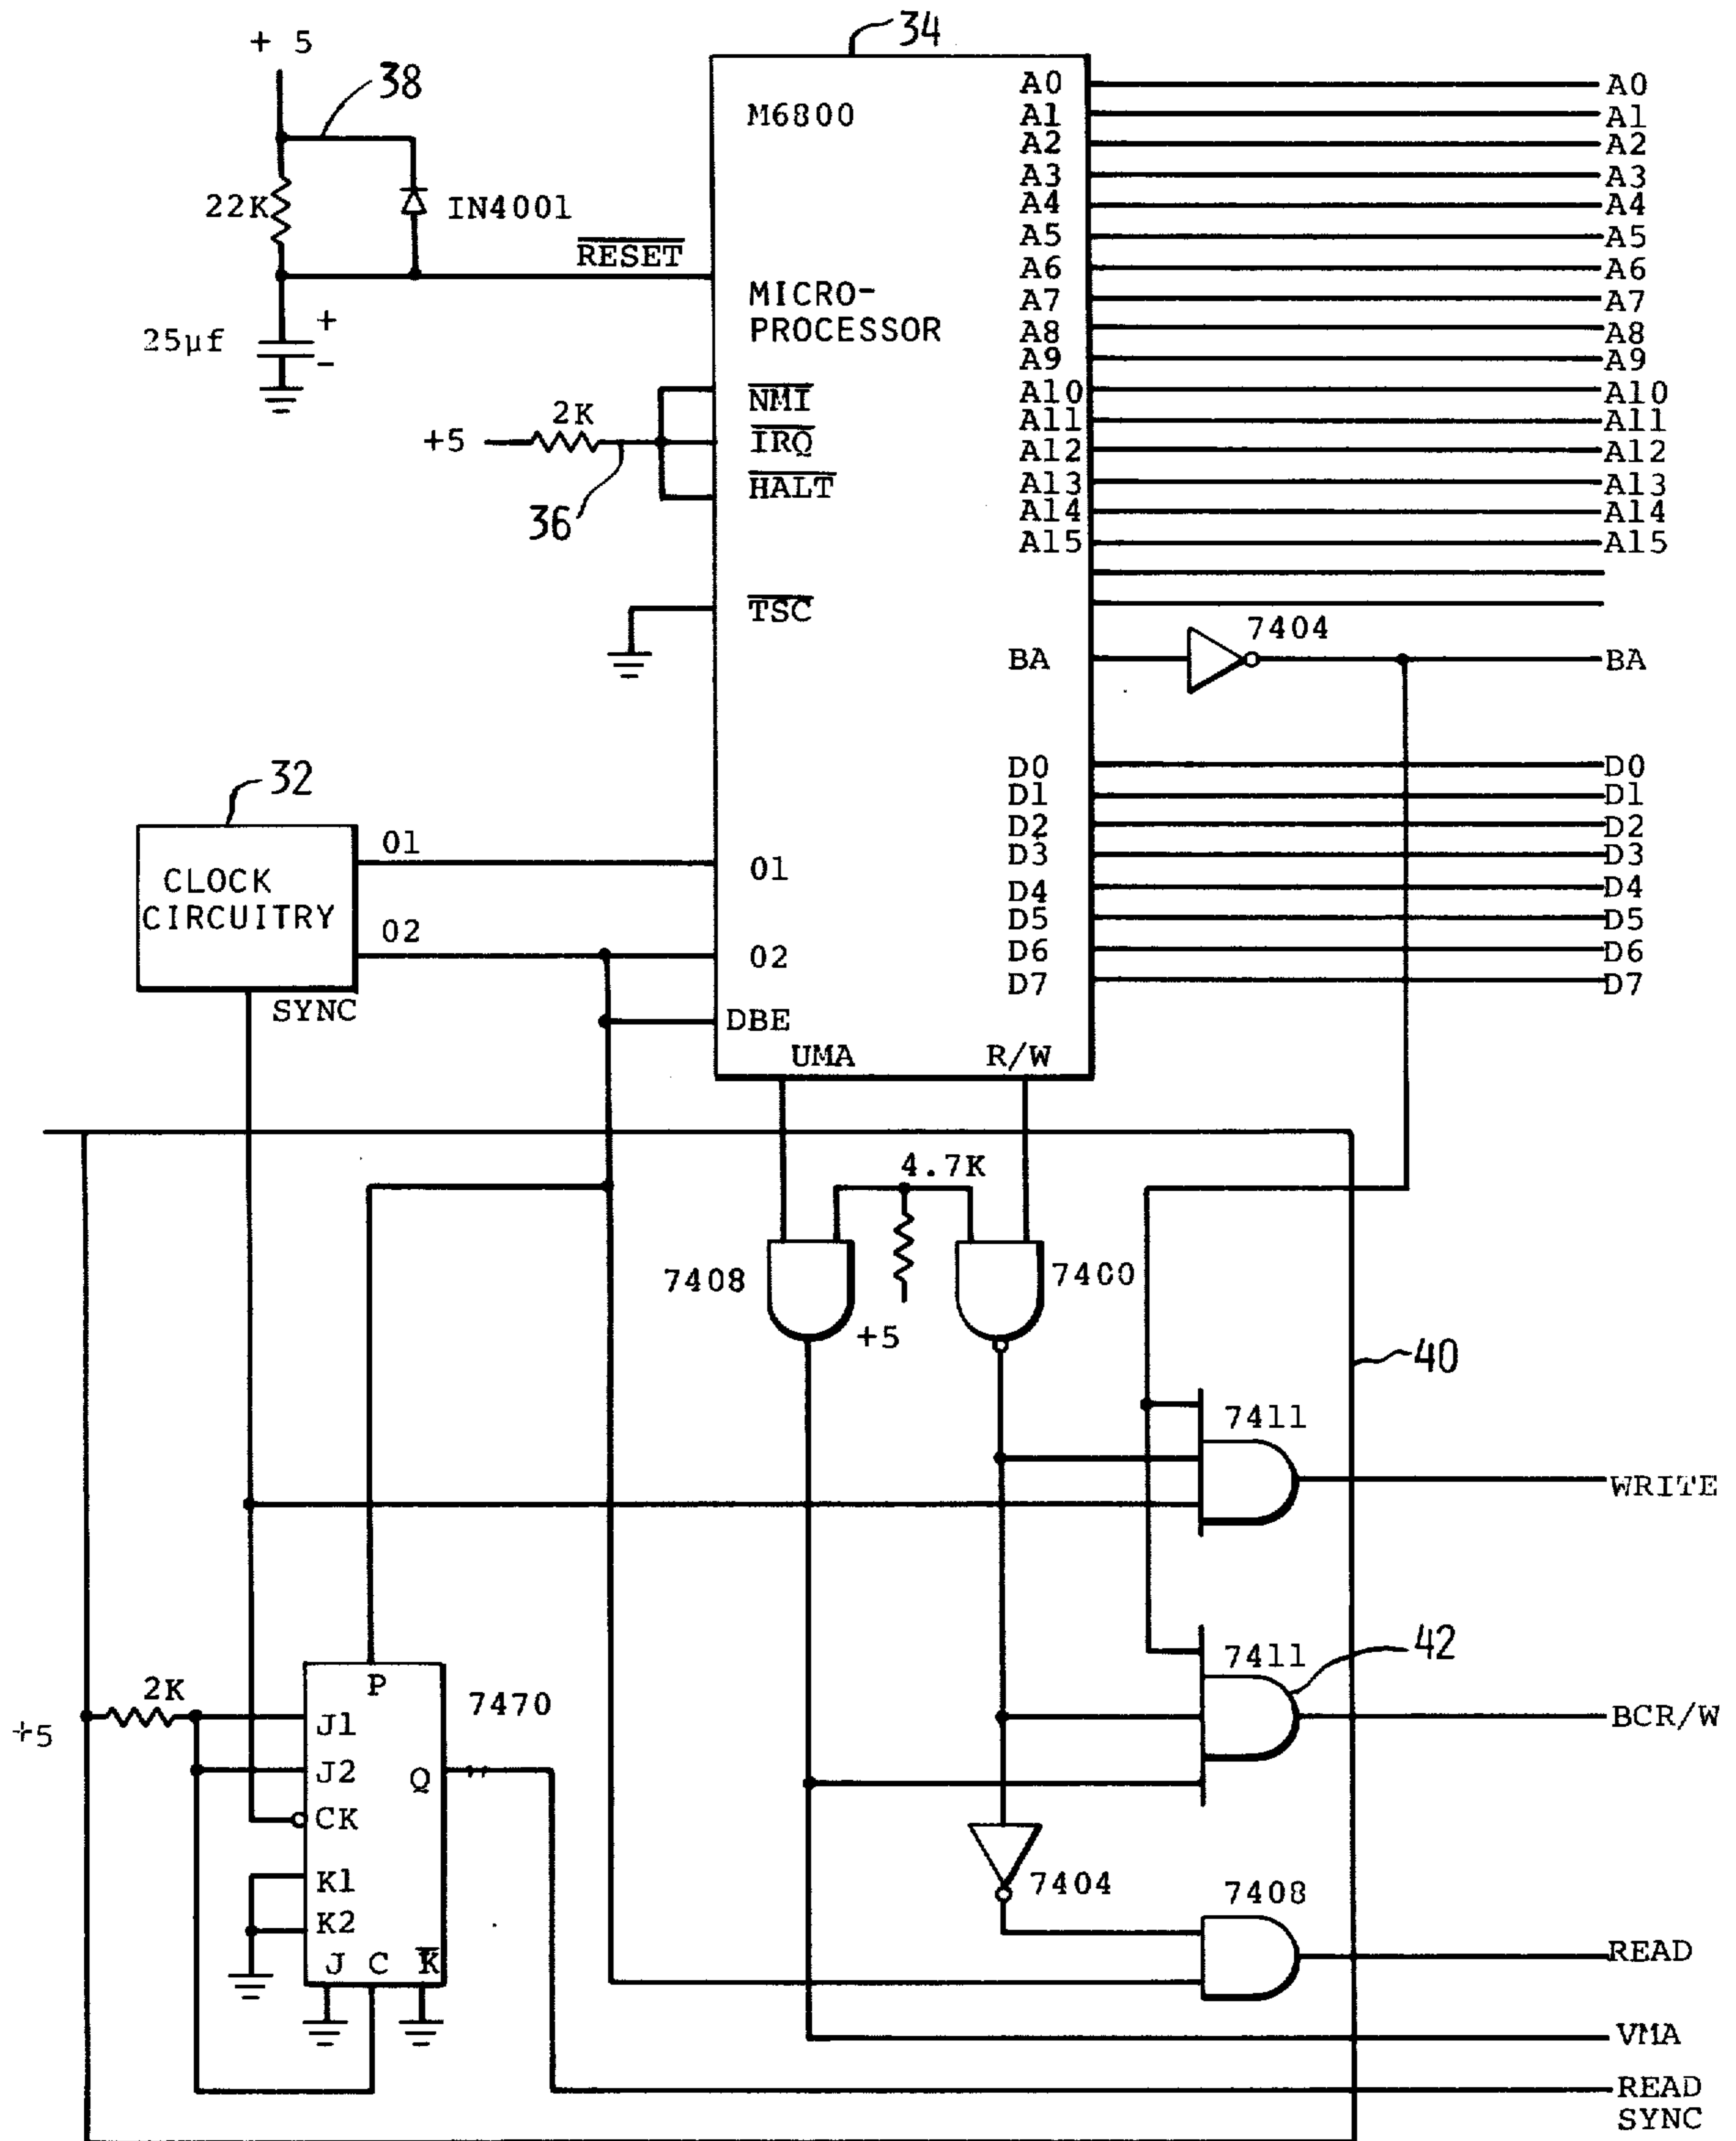 34
+ 5
38
22K
IN4001
RESET
25µf
+
-
M6800
MICRO-
PROCESSOR
A0 A0
A1 A1
A2 A2
A3 A3
A4 A4
A5 A5
A6 A6
A7 A7
A8 A8
A9 A9
A10 A10
A11 A11
A12 A12
A13 A13
A14 A14
A15 A15
+5
2K
36
NMI
IRQ
HALT
TSC
7404
BA BA
D0 D0
D1 D1
D2 D2
D3 D3
D4 D4
D5 D5
D6 D6
D7 D7
32
CLOCK
CIRCUITRY
SYNC
01 01
02 02
DBE
UMA R/W
4.7K
7408
+5
7400
40
7411
WRITE
7411
42
BCR/W
+5
2K
P
7470
J1
J2
Q
CK
K1
K2
J C K
7404
7408
READ
VMA
READ
SYNC